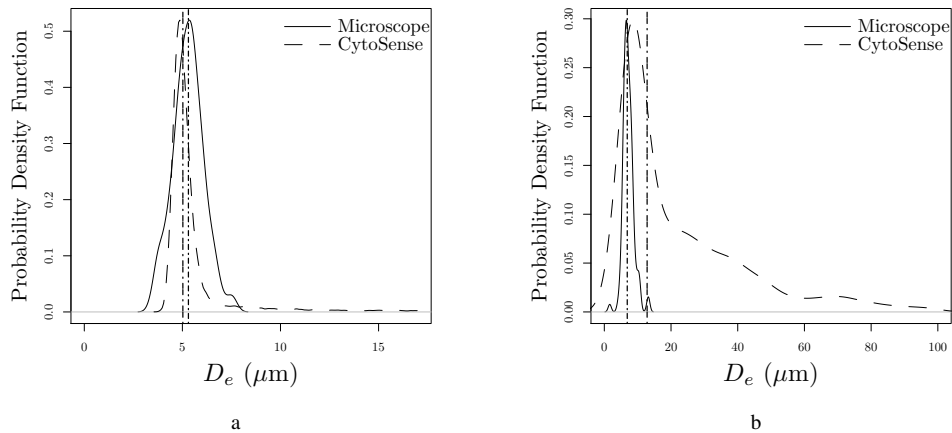 Probability Density Function
0.5
0.4
0.3
0.2
0.1
0.0
Microscope
CytoSense
0 5 10 15
D_e (μm)
a
Probability Density Function
0.30
0.25
0.20
0.15
0.10
0.05
0.00
Microscope
CytoSense
0 20 40 60 80 100
D_e (μm)
b